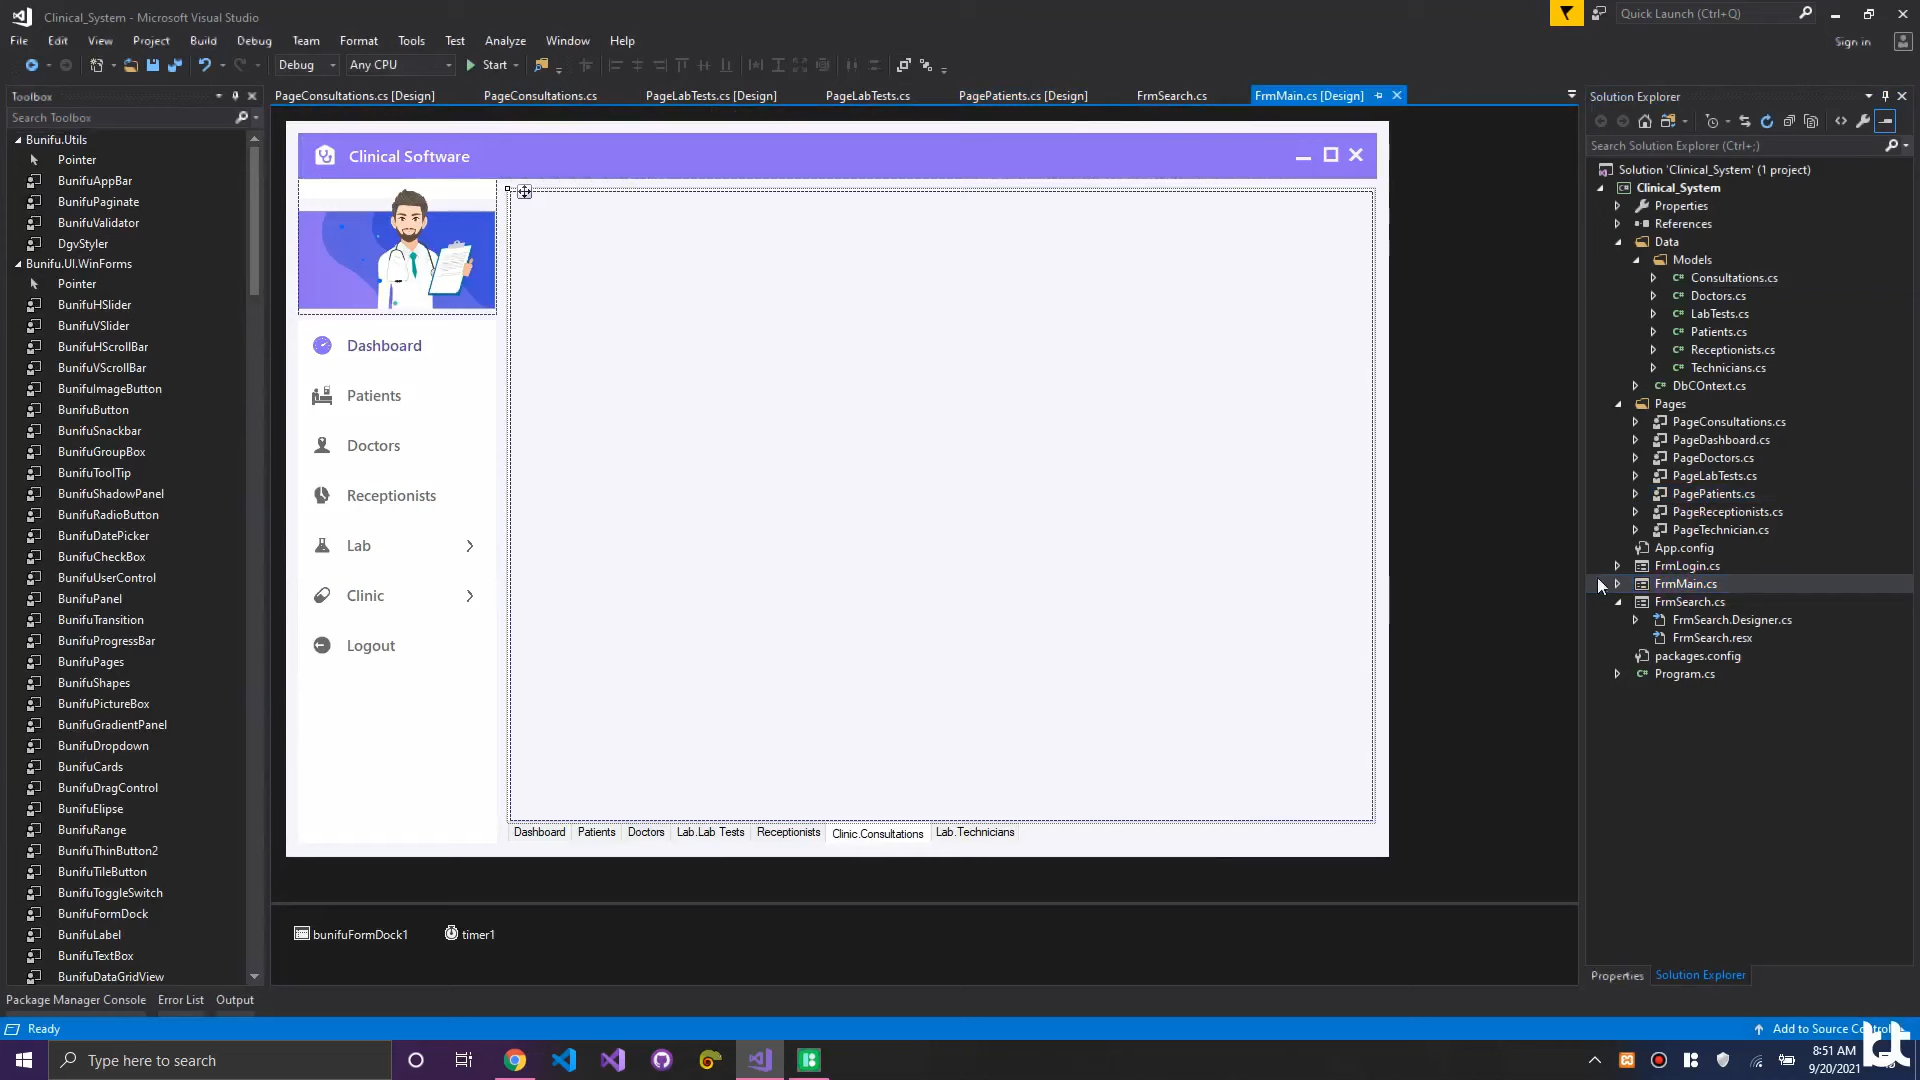 Clinical_System - Microsoft Visual Studio
Quick Launch (Ctrl+Q)
File Edit View Project Build Debug Team Format Tools Test Analyze Window Help
Sign in
Debug Any CPU Start
Toolbox
Search Toolbox
Bunifu.Utils
Pointer
BunifuAppBar
BunifuPaginate
BunifuValidator
DgvStyler
Bunifu.UI.WinForms
Pointer
BunifuHSlider
BunifuVSlider
BunifuHScrollBar
BunifuVScrollBar
BunifuImageButton
BunifuButton
BunifuSnackbar
BunifuGroupBox
BunifuToolTip
BunifuShadowPanel
BunifuRadioButton
BunifuDatePicker
BunifuCheckBox
BunifuUserControl
BunifuPanel
BunifuTransition
BunifuProgressBar
BunifuPages
BunifuShapes
BunifuPictureBox
BunifuGradientPanel
BunifuDropdown
BunifuCards
BunifuDragControl
BunifuElipse
BunifuRange
BunifuThinButton2
BunifuTileButton
BunifuToggleSwitch
BunifuFormDock
BunifuLabel
BunifuTextBox
BunifuDataGridView
PageConsultations.cs [Design] PageConsultations.cs PageLabTests.cs [Design] PageLabTests.cs PagePatients.cs [Design] FrmSearch.cs FrmMain.cs [Design]
Clinical Software
Dashboard
Patients
Doctors
Receptionists
Lab
Clinic
Logout
Dashboard Patients Doctors Lab.Lab Tests Receptionists Clinic.Consultations Lab.Technicians
bunifuFormDock1 timer1
Solution Explorer
Search Solution Explorer (Ctrl+;)
Solution 'Clinical_System' (1 project)
Clinical_System
Properties
References
Data
Models
Consultations.cs
Doctors.cs
LabTests.cs
Patients.cs
Receptionists.cs
Technicians.cs
DbCOntext.cs
Pages
PageConsultations.cs
PageDashboard.cs
PageDoctors.cs
PageLabTests.cs
PagePatients.cs
PageReceptionists.cs
PageTechnician.cs
App.config
FrmLogin.cs
FrmMain.cs
FrmSearch.cs
FrmSearch.Designer.cs
FrmSearch.resx
packages.config
Program.cs
Properties Solution Explorer
Package Manager Console Error List Output
Ready
Add to Source Control
Type here to search
8:51 AM
9/20/2021